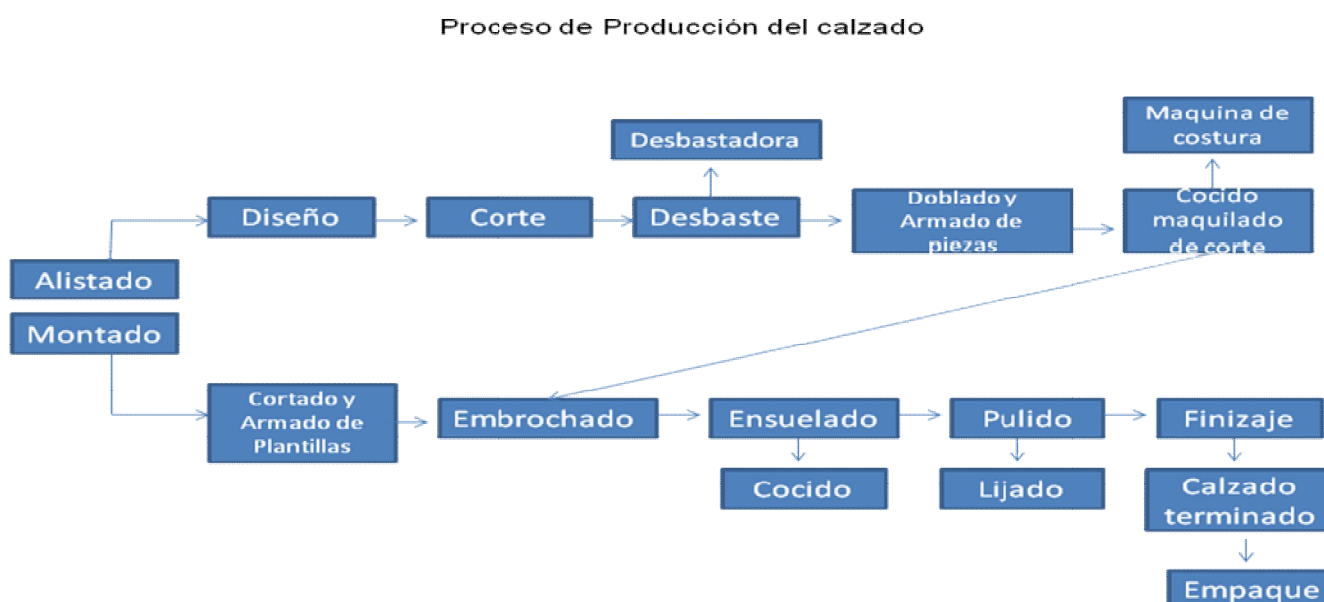 Proceso de Producción del calzado
Maquina de
costura
Desbastadora
Diseño
Corte
Desbaste
Doblado y
Armado de
piezas
Cocido
maquilado
de corte
Alistado
Montado
Cortado y
Armado de
Plantillas
Embrochado
Ensuelado
Pulido
Finizaje
Cocido
Lijado
Calzado
terminado
Empaque